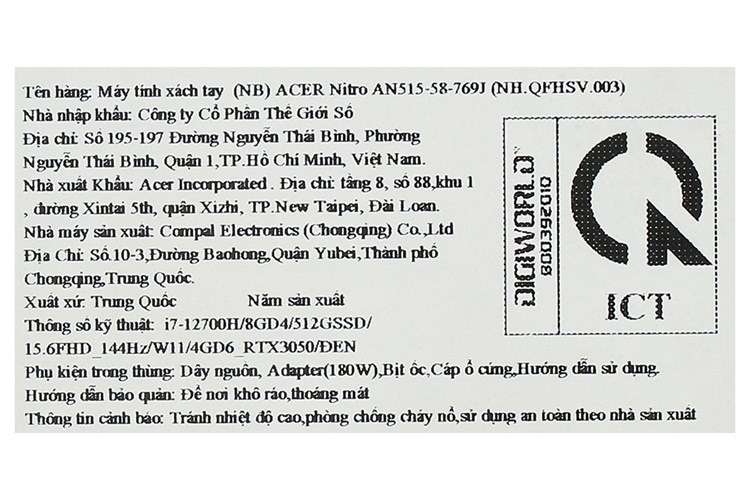 Tên hàng: Máy tính xách tay (NB) ACER Nitro AN515-58-769J (NH.QFHSV.003)
Nhà nhập khẩu: Công ty Cổ Phần Thế Giới Số
Địa chỉ: Số 195-197 Đường Nguyễn Thái Bình, Phường
Nguyễn Thái Bình, Quận 1,TP.Hồ Chí Minh, Việt Nam.
Nhà xuất Khẩu: Acer Incorporated . Địa chỉ: tầng 8, số 88,khu 1
, đường Xintai 5th, quận Xizhi, TP.New Taipei, Đài Loan.
Nhà máy sản xuất: Compal Electronics (Chongqing) Co.,Ltd
Địa Chỉ: Số.10-3,Đường Baohong,Quận Yubei,Thành phố
Chongqing,Trung Quốc.
Xuất xứ: Trung Quốc Năm sản xuất
Thông số kỹ thuật: i7-12700H/8GD4/512GSSD/
15.6FHD_144Hz/W11/4GD6_RTX3050/ĐEN
Phụ kiện trong thùng: Dây nguồn, Adapter(180W),Bịt ốc,Cáp ổ cứng,Hướng dẫn sử dụng.
Hướng dẫn bảo quản: Để nơi khô ráo,thoáng mát
Thông tin cảnh báo: Tránh nhiệt độ cao,phòng chống cháy nổ,sử dụng an toàn theo nhà sản xuất
DIGIWORLD
800392010
ICT